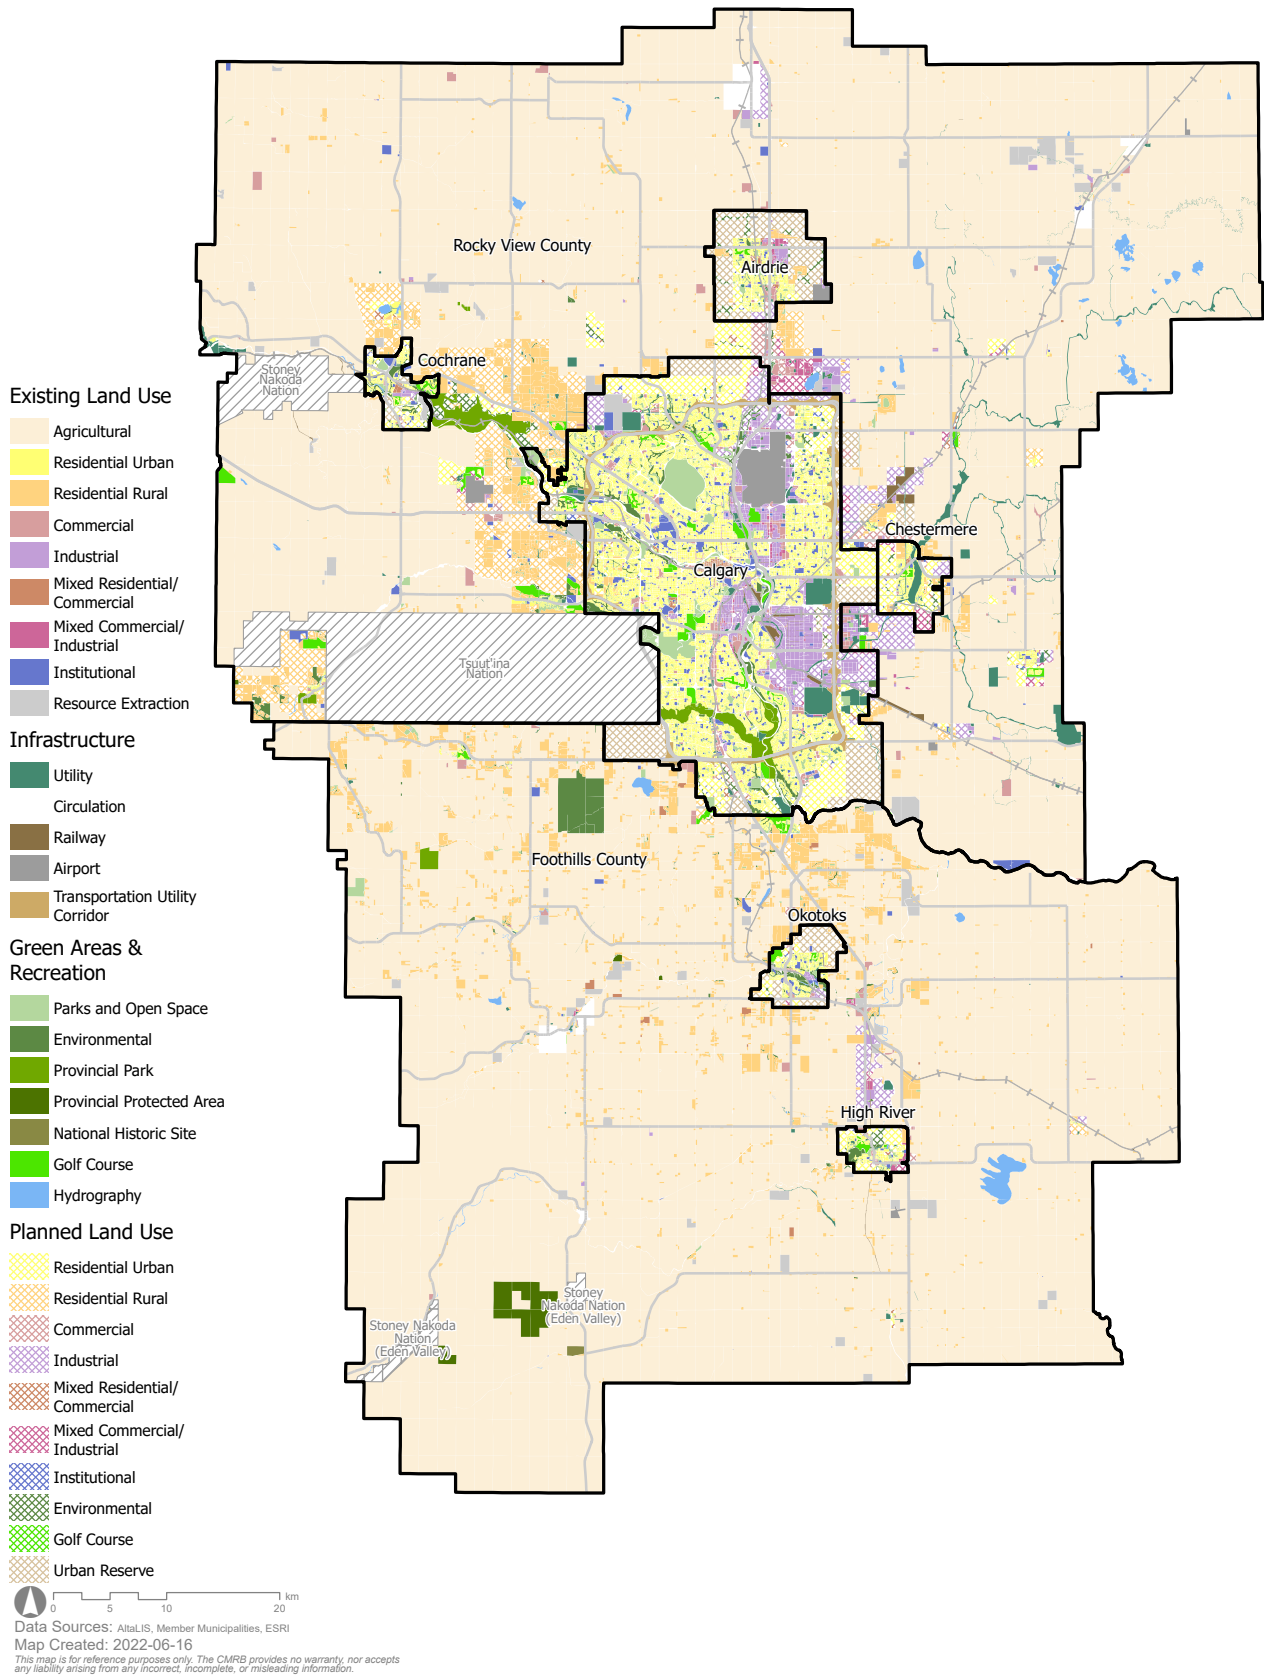 Existing Land Use
Agricultural
Residential Urban
Residential Rural
Commercial
Industrial
Mixed Residential/
Commercial
Mixed Commercial/
Industrial
Institutional
Resource Extraction
Infrastructure
Utility
Circulation
Railway
Airport
Transportation Utility
Corridor
Green Areas &
Recreation
Parks and Open Space
Environmental
Provincial Park
Provincial Protected Area
National Historic Site
Golf Course
Hydrography
Planned Land Use
Residential Urban
Residential Rural
Commercial
Industrial
Mixed Residential/
Commercial
Mixed Commercial/
Industrial
Institutional
Environmental
Golf Course
Urban Reserve
km
0 5 10 20
Data Sources: AltaLIS, Member Municipalities, ESRI
Map Created: 2022-06-16
This map is for reference purposes only. The CMRB provides no warranty, nor accepts
any liability arising from any incorrect, incomplete, or misleading information.
Rocky View County
Airdrie
Cochrane
Stoney
Nakoda
Nation
Chestermere
Calgary
Tsuut'ina
Nation
Foothills County
Okotoks
High River
Stoney
Nakoda Nation
(Eden Valley)
Stoney Nakoda
Nation
(Eden Valley)